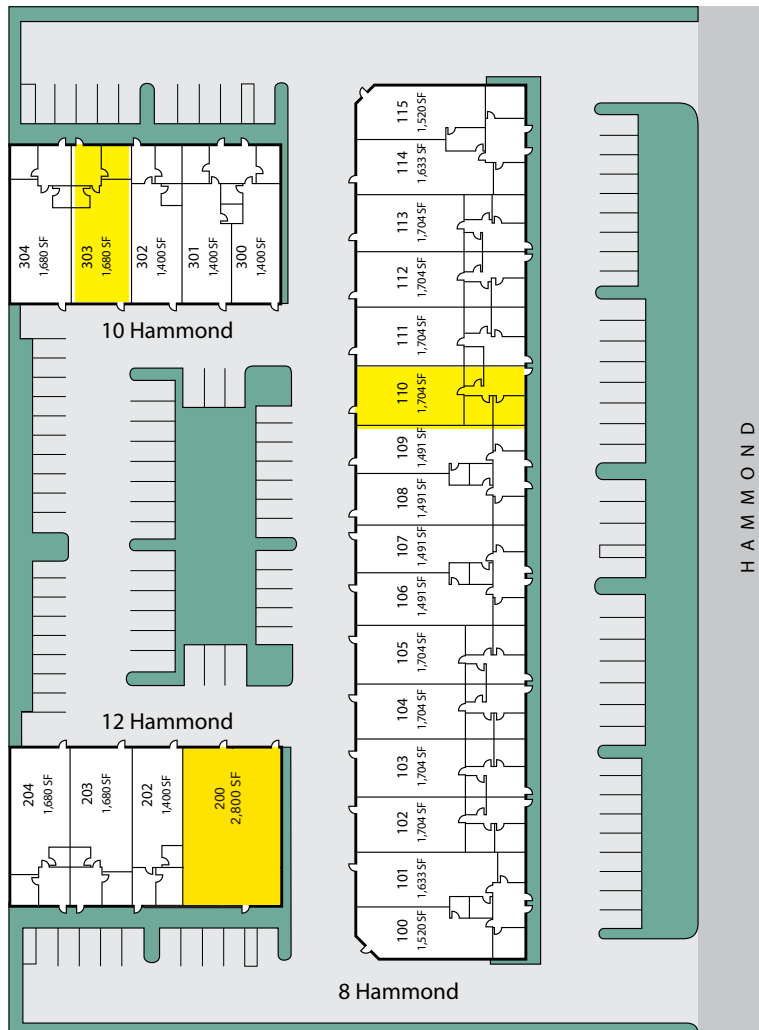 115
1,520 SF
114
1,633 SF
113
1,704 SF
112
1,704 SF
111
1,704 SF
110
1,704 SF
109
1,491 SF
108
1,491 SF
107
1,491 SF
106
1,491 SF
105
1,704 SF
104
1,704 SF
103
1,704 SF
102
1,704 SF
101
1,633 SF
100
1,520 SF
8 Hammond
304
1,680 SF
303
1,680 SF
302
1,400 SF
301
1,400 SF
300
1,400 SF
10 Hammond
12 Hammond
204
1,680 SF
203
1,680 SF
202
1,400 SF
200
2,800 SF
HAMMOND